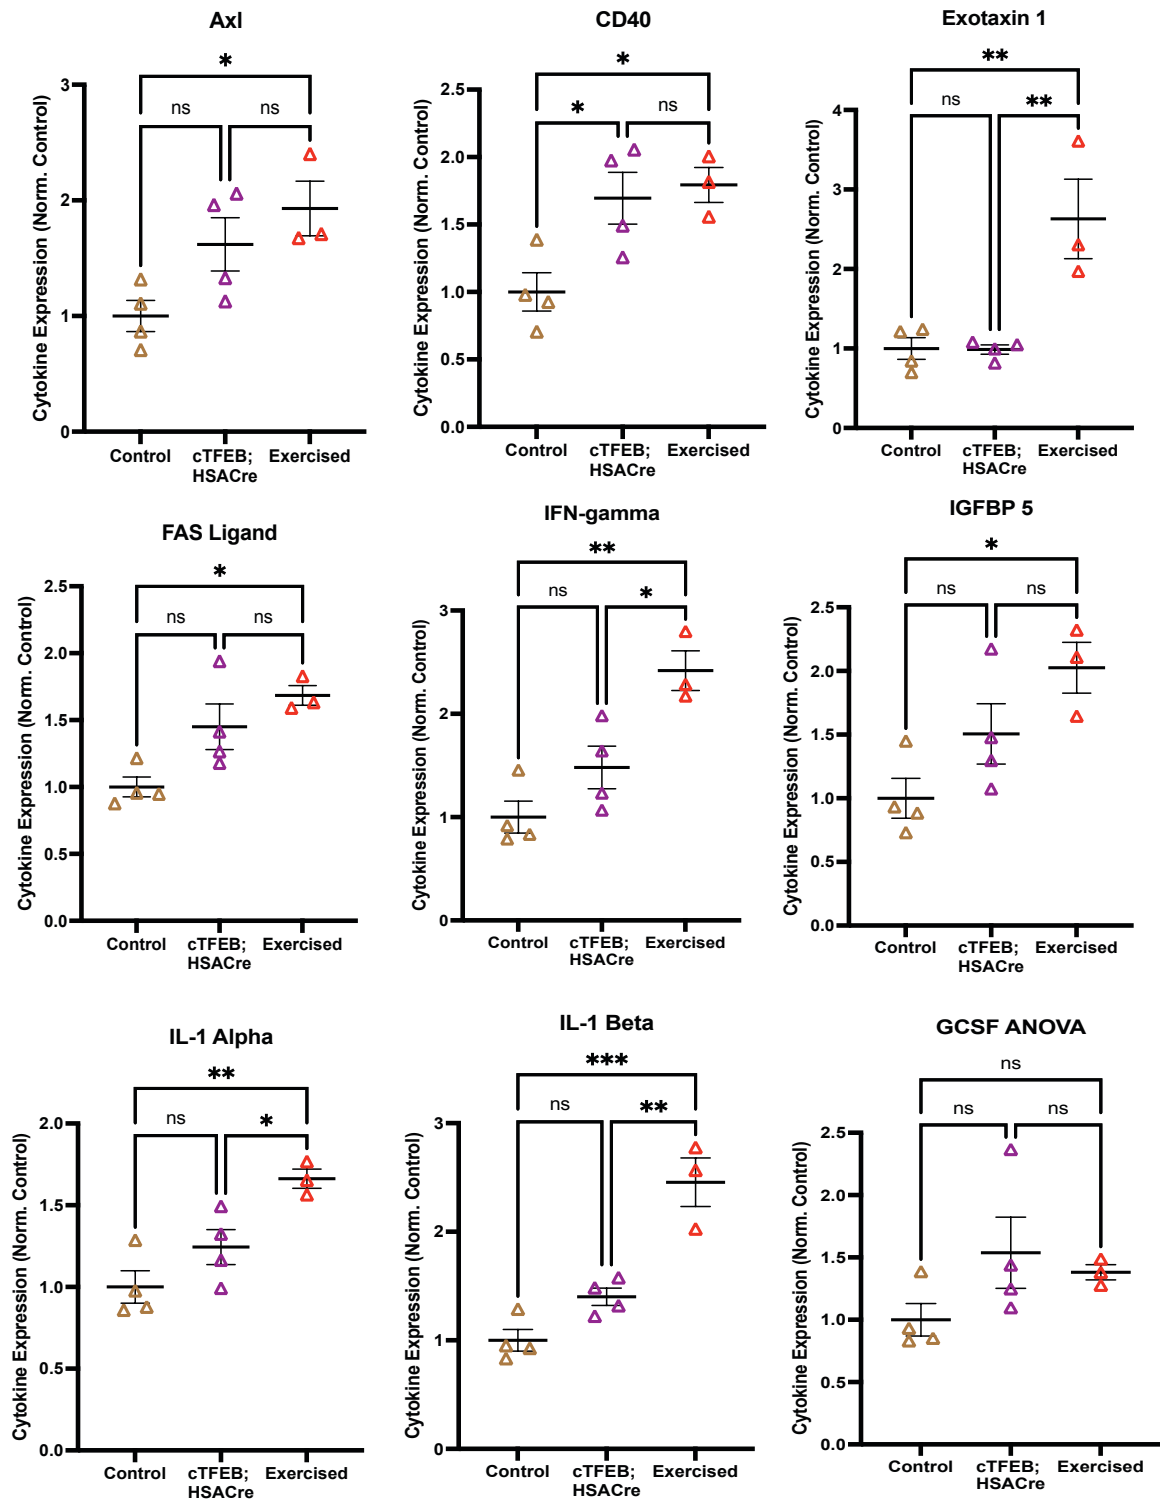 Axl
*
ns
ns
Cytokine Expression (Norm. Control)
3
2
1
0
Control
cTFEB;
HSACre
Exercised
CD40
*
*
ns
Cytokine Expression (Norm. Control)
2.5
2.0
1.5
1.0
0.5
0.0
Control
cTFEB;
HSACre
Exercised
Exotaxin 1
**
ns
**
Cytokine Expression (Norm. Control)
4
3
2
1
0
Control
cTFEB;
HSACre
Exercised
FAS Ligand
*
ns
ns
Cytokine Expression (Norm. Control)
2.5
2.0
1.5
1.0
0.5
0.0
Control
cTFEB;
HSACre
Exercised
IFN-gamma
**
ns
*
Cytokine Expression (Norm. Control)
3
2
1
0
Control
cTFEB;
HSACre
Exercised
IGFBP 5
*
ns
ns
Cytokine Expression (Norm. Control)
2.5
2.0
1.5
1.0
0.5
0.0
Control
cTFEB;
HSACre
Exercised
IL-1 Alpha
**
ns
*
Cytokine Expression (Norm. Control)
2.0
1.5
1.0
0.5
0.0
Control
cTFEB;
HSACre
Exercised
IL-1 Beta
***
ns
**
Cytokine Expression (Norm. Control)
3
2
1
0
Control
cTFEB;
HSACre
Exercised
GCSF ANOVA
ns
ns
ns
Cytokine Expression (Norm. Control)
2.5
2.0
1.5
1.0
0.5
0.0
Control
cTFEB;
HSACre
Exercised